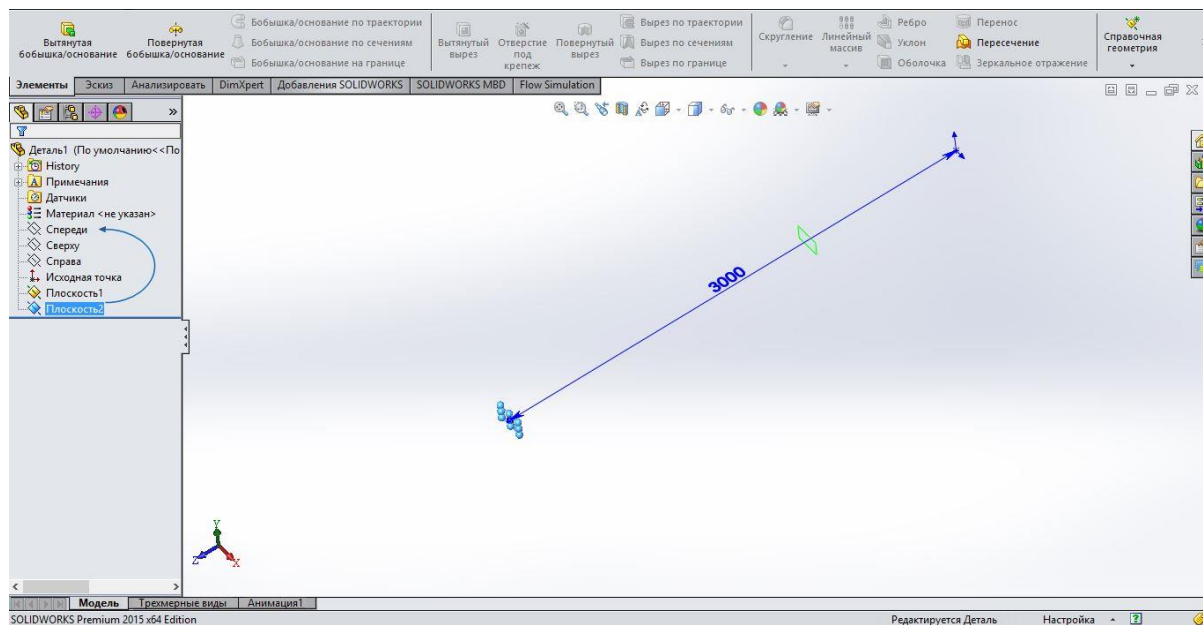 Вытянутая бобышка/основание
Повернутая бобышка/основание
Бобышка/основание по траектории
Бобышка/основание по сечениям
Бобышка/основание на границе
Вытянутый вырез
Отверстие под крепеж
Повернутый вырез
Вырез по траектории
Вырез по сечениям
Вырез по границе
Скругление
Линейный массив
Ребро
Уклон
Оболочка
Перенос
Пересечение
Зеркальное отражение
Справочная геометрия
Элементы Эскиз Анализировать DimXpert Добавления SOLIDWORKS SOLIDWORKS MBD Flow Simulation
»
Деталь1 (По умолчанию<<По
History
Примечания
Датчики
Материал <не указан>
Спереди
Сверху
Справа
Исходная точка
Плоскость1
Плоскость2
3000
Y
Z
X
Модель Трехмерные виды Анимация1
SOLIDWORKS Premium 2015 x64 Edition Редактируется Деталь Настройка